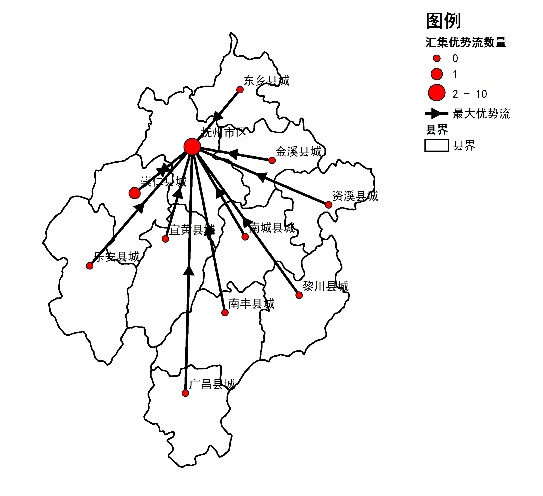 图例
汇集优势流数量
0
1
2 - 10
最大优势流
县界
县界
东乡县城
抚州市区
金溪县城
崇仁县城
资溪县城
宜黄县城
南城县城
乐安县城
黎川县城
南丰县城
广昌县城